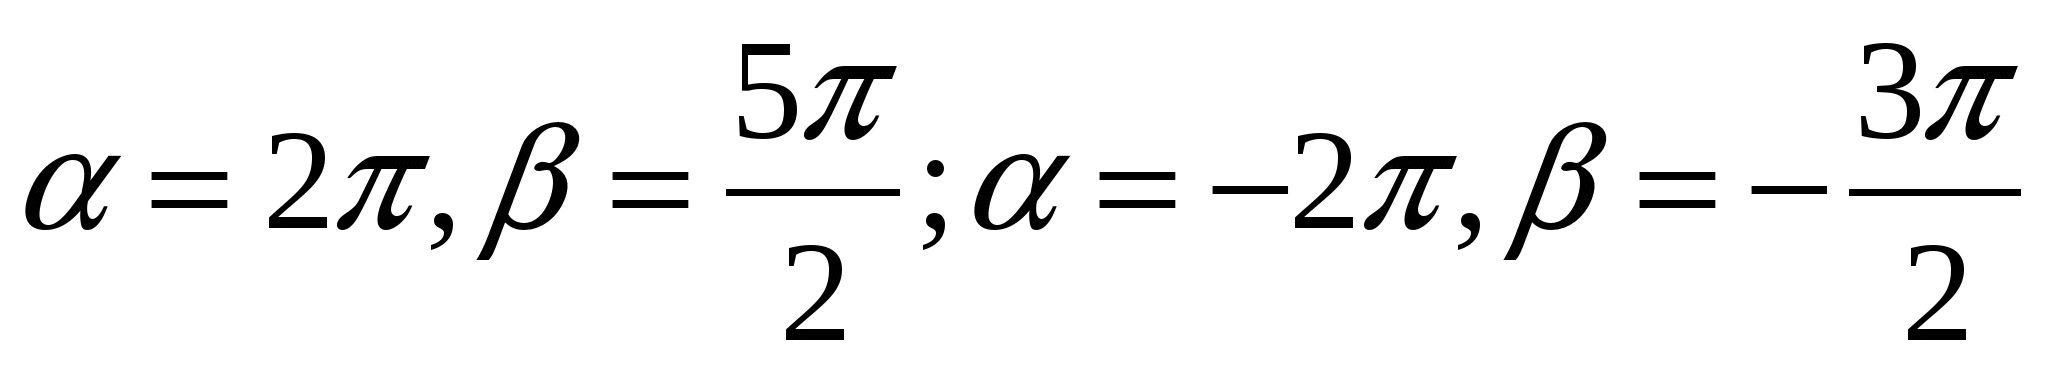 α = 2π, β = 5π/2 ; α = −2π, β = −3π/2